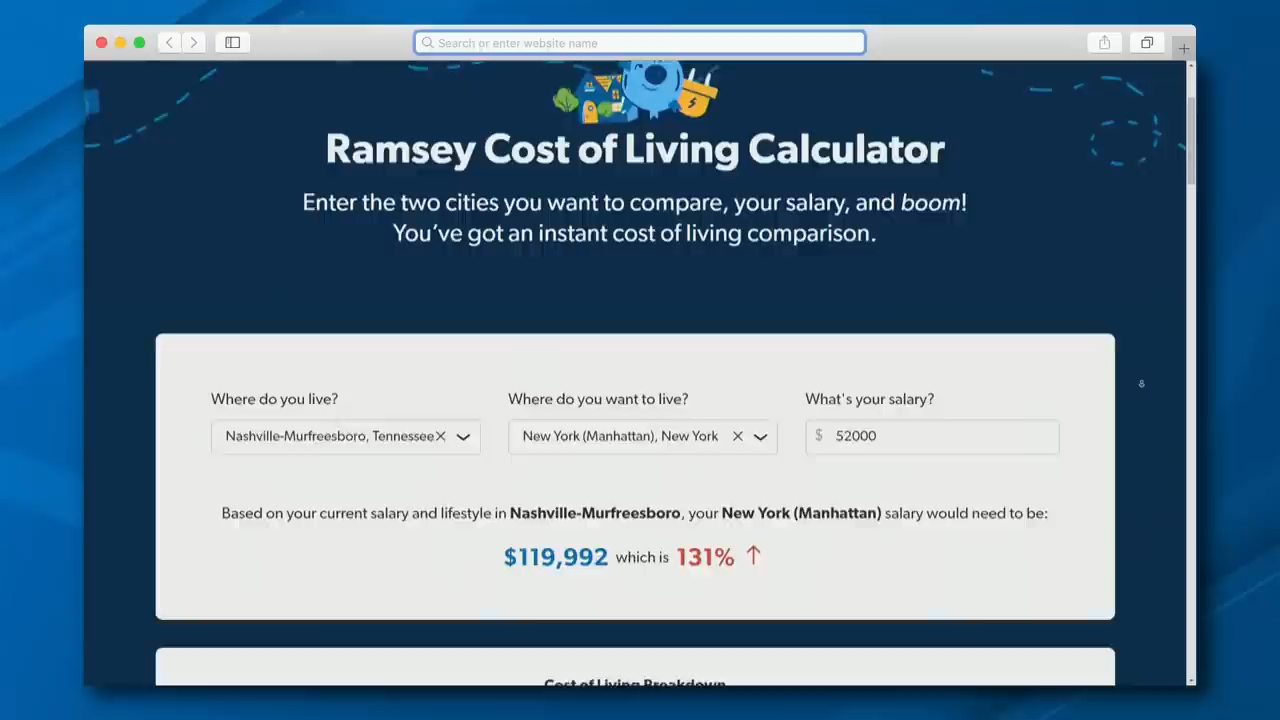 Search or enter website name
Ramsey Cost of Living Calculator
Enter the two cities you want to compare, your salary, and boom!
You've got an instant cost of living comparison.
Where do you live?
Where do you want to live?
What's your salary?
Nashville-Murfreesboro, Tennessee
New York (Manhattan), New York
$ 52000
Based on your current salary and lifestyle in Nashville-Murfreesboro, your New York (Manhattan) salary would need to be:
$119,992 which is 131% ↑
Cost of Living Breakdown